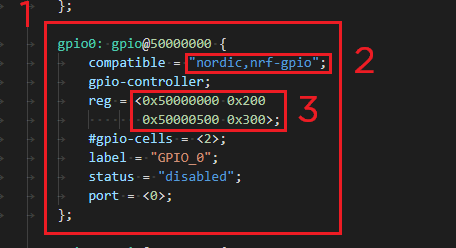 1
};
gpio0: gpio@50000000 {
compatible = "nordic,nrf-gpio"; 2
gpio-controller;
reg = <0x50000000 0x200
0x50000500 0x300>; 3
#gpio-cells = <2>;
label = "GPIO_0";
status = "disabled";
port = <0>;
};